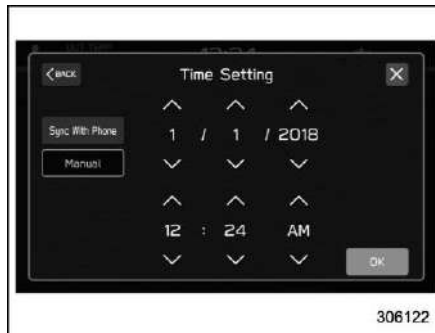 BACK
Time Setting
Sync With Phone
1 / 1 / 2018
Manual
12 : 24 AM
OK
306122